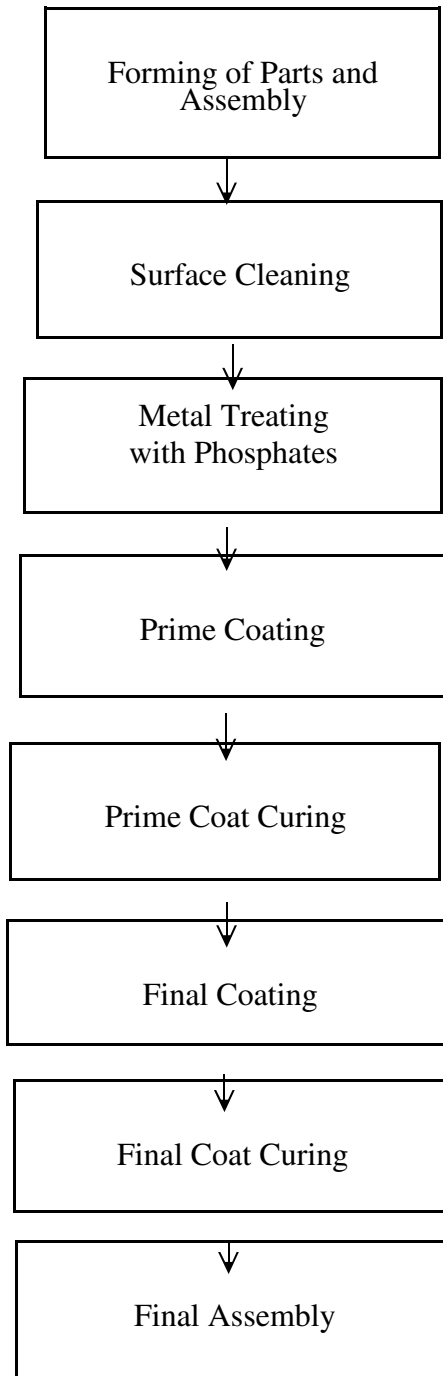 Forming of Parts and
Assembly
Surface Cleaning
Metal Treating
with Phosphates
Prime Coating
Prime Coat Curing
Final Coating
Final Coat Curing
Final Assembly